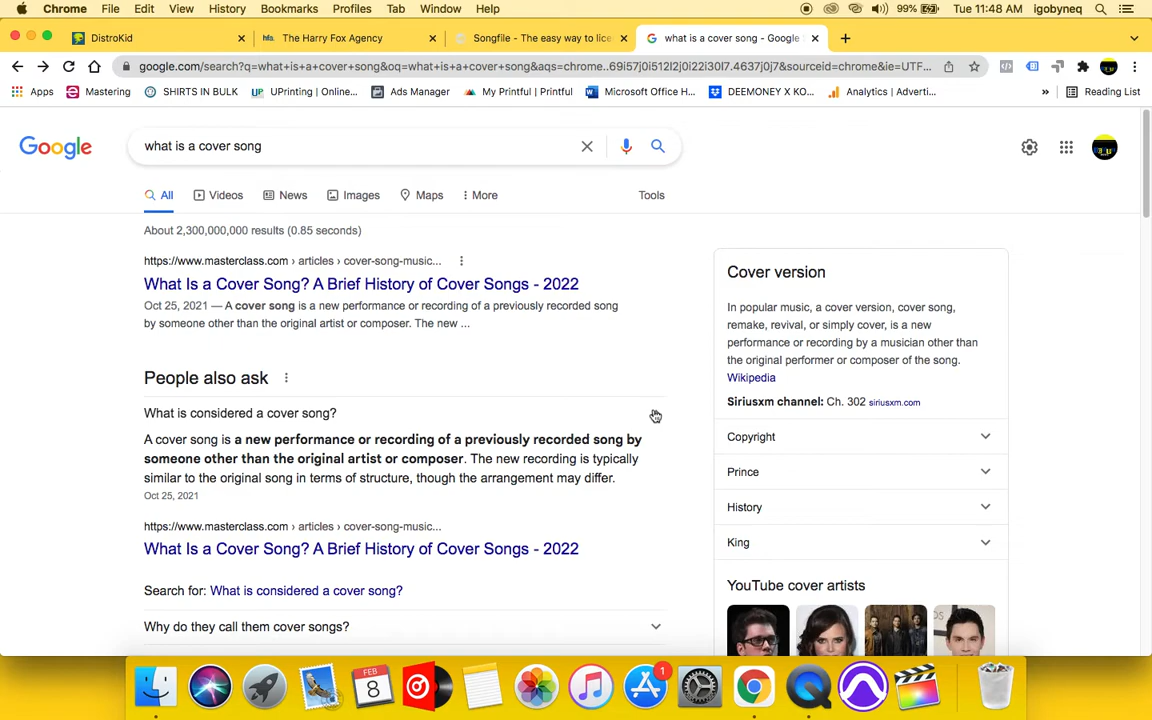 Chrome File Edit View History Bookmarks Profiles Tab Window Help 99% Tue 11:48 AM igobyneq
DistroKid
The Harry Fox Agency
Songfile - The easy way to lice
what is a cover song - Google
google.com/search?q=what+is+a+cover+song&oq=what+is+a+cover+song&aqs=chrome..69i57j0i512l2j0i22i30l7.4637j0j7&sourceid=chrome&ie=UTF...
Apps Mastering SHIRTS IN BULK UPrinting | Online... Ads Manager My Printful | Printful Microsoft Office H... DEEMONEY X KO... Analytics | Adverti... » Reading List
Google
what is a cover song
All Videos News Images Maps More Tools
About 2,300,000,000 results (0.85 seconds)
https://www.masterclass.com › articles › cover-song-music...
What Is a Cover Song? A Brief History of Cover Songs - 2022
Oct 25, 2021 — A cover song is a new performance or recording of a previously recorded song
by someone other than the original artist or composer. The new ...
People also ask
What is considered a cover song?
A cover song is a new performance or recording of a previously recorded song by
someone other than the original artist or composer. The new recording is typically
similar to the original song in terms of structure, though the arrangement may differ.
Oct 25, 2021
https://www.masterclass.com › articles › cover-song-music...
What Is a Cover Song? A Brief History of Cover Songs - 2022
Search for: What is considered a cover song?
Why do they call them cover songs?
Cover version
In popular music, a cover version, cover song,
remake, revival, or simply cover, is a new
performance or recording by a musician other than
the original performer or composer of the song.
Wikipedia
Siriusxm channel: Ch. 302 siriusxm.com
Copyright
Prince
History
King
YouTube cover artists
FEB
8
1